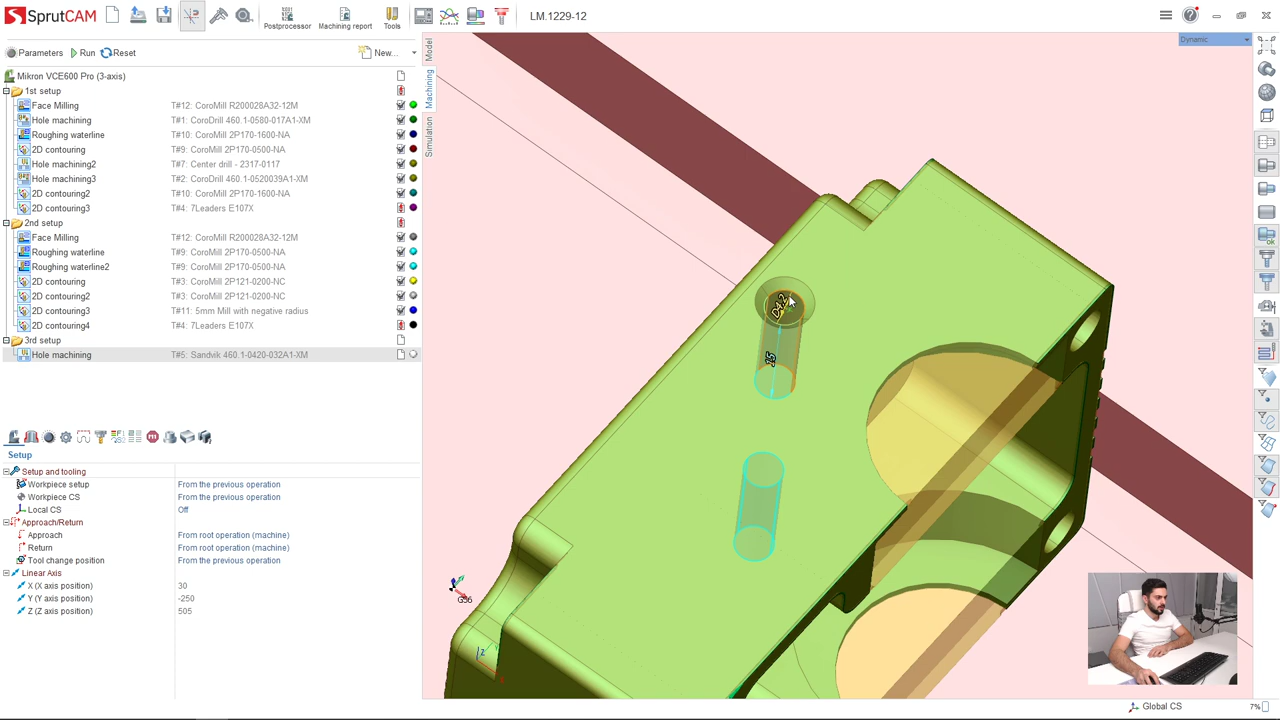 SprutCAM
Postprocessor
Machining report
Tools
LM.1229-12
Parameters
Run
Reset
New...
Dynamic
Model
Machining
Simulation
Mikron VCE600 Pro (3-axis)
1st setup
Face Milling T#12: CoroMill R200028A32-12M
Hole machining T#1: CoroDrill 460.1-0580-017A1-XM
Roughing waterline T#10: CoroMill 2P170-1600-NA
2D contouring T#9: CoroMill 2P170-0500-NA
Hole machining2 T#7: Center drill - 2317-0117
Hole machining3 T#2: CoroDrill 460.1-0520039A1-XM
2D contouring2 T#10: CoroMill 2P170-1600-NA
2D contouring3 T#4: 7Leaders E107X
2nd setup
Face Milling T#12: CoroMill R200028A32-12M
Roughing waterline T#9: CoroMill 2P170-0500-NA
Roughing waterline2 T#9: CoroMill 2P170-0500-NA
2D contouring T#3: CoroMill 2P121-0200-NC
2D contouring2 T#3: CoroMill 2P121-0200-NC
2D contouring3 T#11: 5mm Mill with negative radius
2D contouring4 T#4: 7Leaders E107X
3rd setup
Hole machining T#5: Sandvik 460.1-0420-032A1-XM
D4.2
15
Setup
Setup and tooling
Workpiece setup From the previous operation
Workpiece CS From the previous operation
Local CS Off
Approach/Return
Approach From root operation (machine)
Return From root operation (machine)
Tool change position From the previous operation
Linear Axis
X (X axis position) 30
Y (Y axis position) -250
Z (Z axis position) 505
G56
Z
Global CS
7%